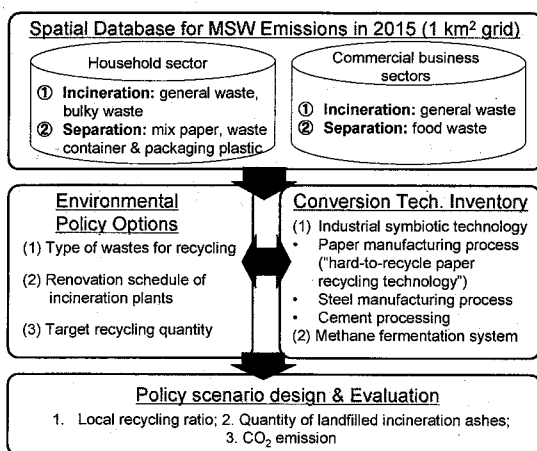 Spatial Database for MSW Emissions in 2015 (1 km² grid)
Household sector
① Incineration: general waste,
bulky waste
② Separation: mix paper, waste
container & packaging plastic
Commercial business
sectors
① Incineration: general waste
② Separation: food waste
Environmental
Policy Options
(1) Type of wastes for recycling
(2) Renovation schedule of
incineration plants
(3) Target recycling quantity
Conversion Tech. Inventory
(1) Industrial symbiotic technology
• Paper manufacturing process
("hard-to-recycle paper
recycling technology")
• Steel manufacturing process
• Cement processing
(2) Methane fermentation system
Policy scenario design & Evaluation
1. Local recycling ratio; 2. Quantity of landfilled incineration ashes;
3. CO₂ emission